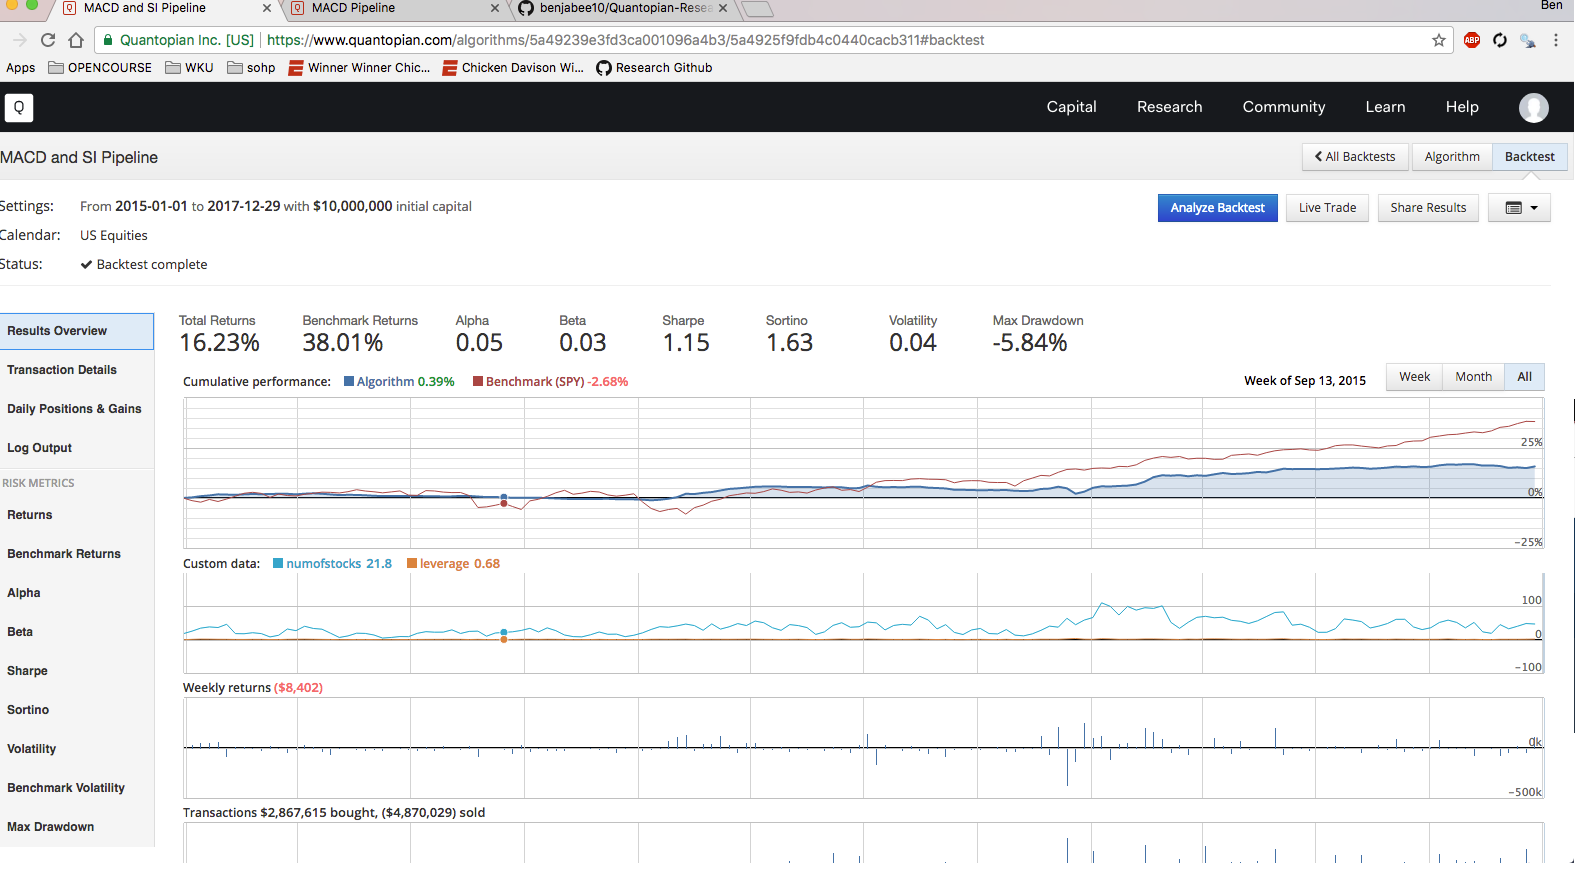 MACD and SI Pipeline
MACD Pipeline
benjabee10/Quantopian-Resea
Ben
Quantopian Inc. [US] https://www.quantopian.com/algorithms/5a49239e3fd3ca001096a4b3/5a4925f9fdb4c0440cacb311#backtest
ABP
Apps OPENCOURSE WKU sohp Winner Winner Chic... Chicken Davison Wi... Research Github
Q Capital Research Community Learn Help
MACD and SI Pipeline
All Backtests Algorithm Backtest
Settings: From 2015-01-01 to 2017-12-29 with $10,000,000 initial capital
Analyze Backtest Live Trade Share Results
Calendar: US Equities
Status: Backtest complete
Results Overview
Transaction Details
Daily Positions & Gains
Log Output
RISK METRICS
Returns
Benchmark Returns
Alpha
Beta
Sharpe
Sortino
Volatility
Benchmark Volatility
Max Drawdown
Total Returns Benchmark Returns Alpha Beta Sharpe Sortino Volatility Max Drawdown
16.23% 38.01% 0.05 0.03 1.15 1.63 0.04 -5.84%
Cumulative performance: Algorithm 0.39% Benchmark (SPY) -2.68%
Week of Sep 13, 2015 Week Month All
25%
0%
-25%
Custom data: numofstocks 21.8 leverage 0.68
100
0
-100
Weekly returns ($8,402)
0k
-500k
Transactions $2,867,615 bought, ($4,870,029) sold